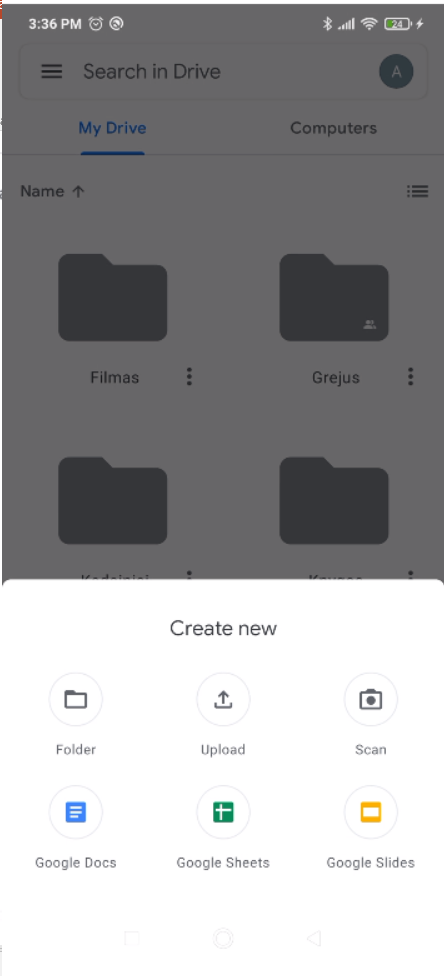 3:36 PM 24
Search in Drive A
My Drive Computers
Name
Filmas Grejus
Create new
Folder Upload Scan
Google Docs Google Sheets Google Slides